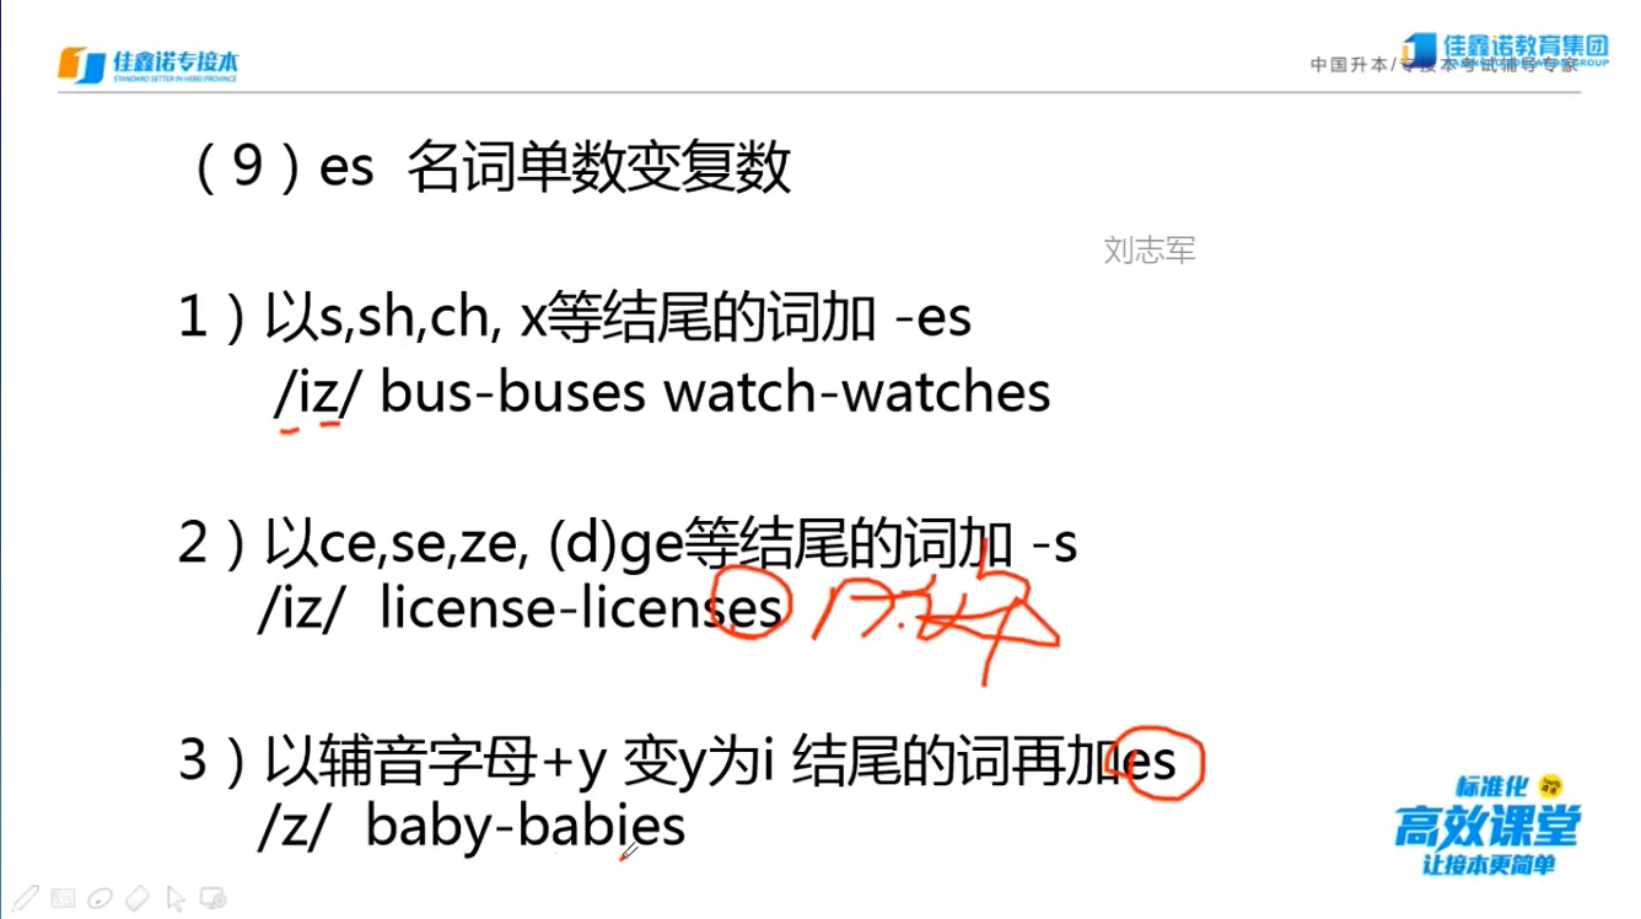 佳鑫诺专接本
STANDARD SETTER IN HEBEI PROVINCE
佳鑫诺教育集团
中国升本/专接本考试辅导专家
（9）es 名词单数变复数
刘志军
1）以s,sh,ch, x等结尾的词加 -es
/iz/ bus-buses watch-watches
2）以ce,se,ze, (d)ge等结尾的词加 -s
/iz/ license-licenses
3）以辅音字母+y 变y为i 结尾的词再加es
/z/ baby-babies
标准化
高效课堂
让接本更简单